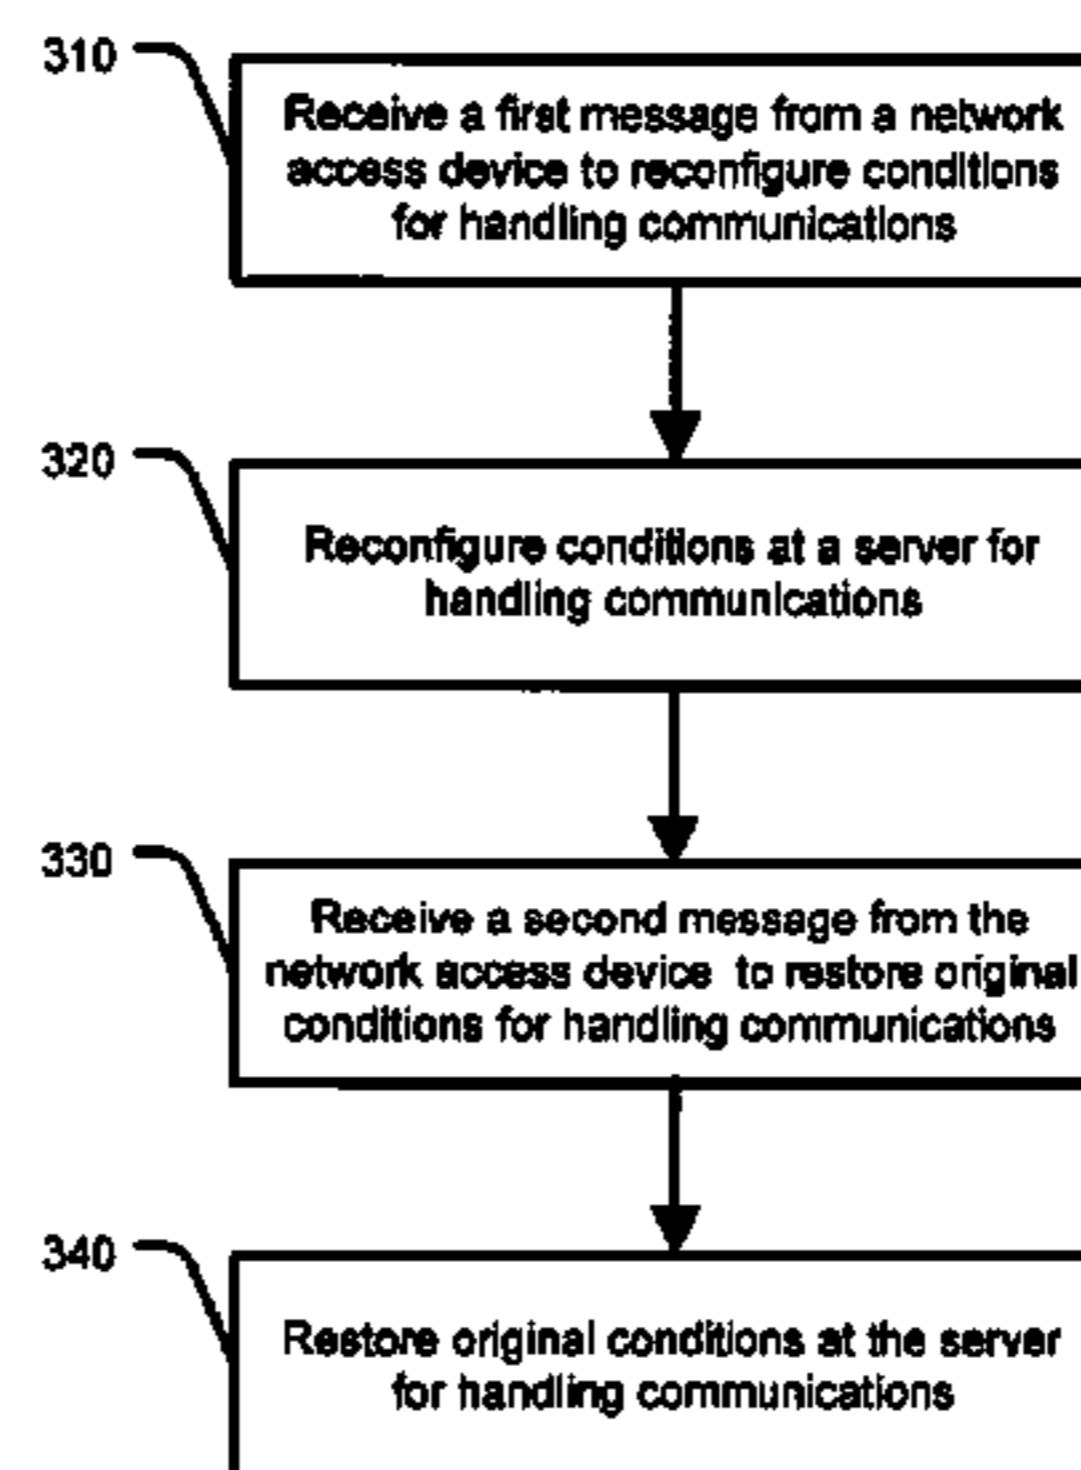 310
Receive a first message from a network
access device to reconfigure conditions
for handling communications
320
Reconfigure conditions at a server for
handling communications
330
Receive a second message from the
network access device to restore original
conditions for handling communications
340
Restore original conditions at the server
for handling communications